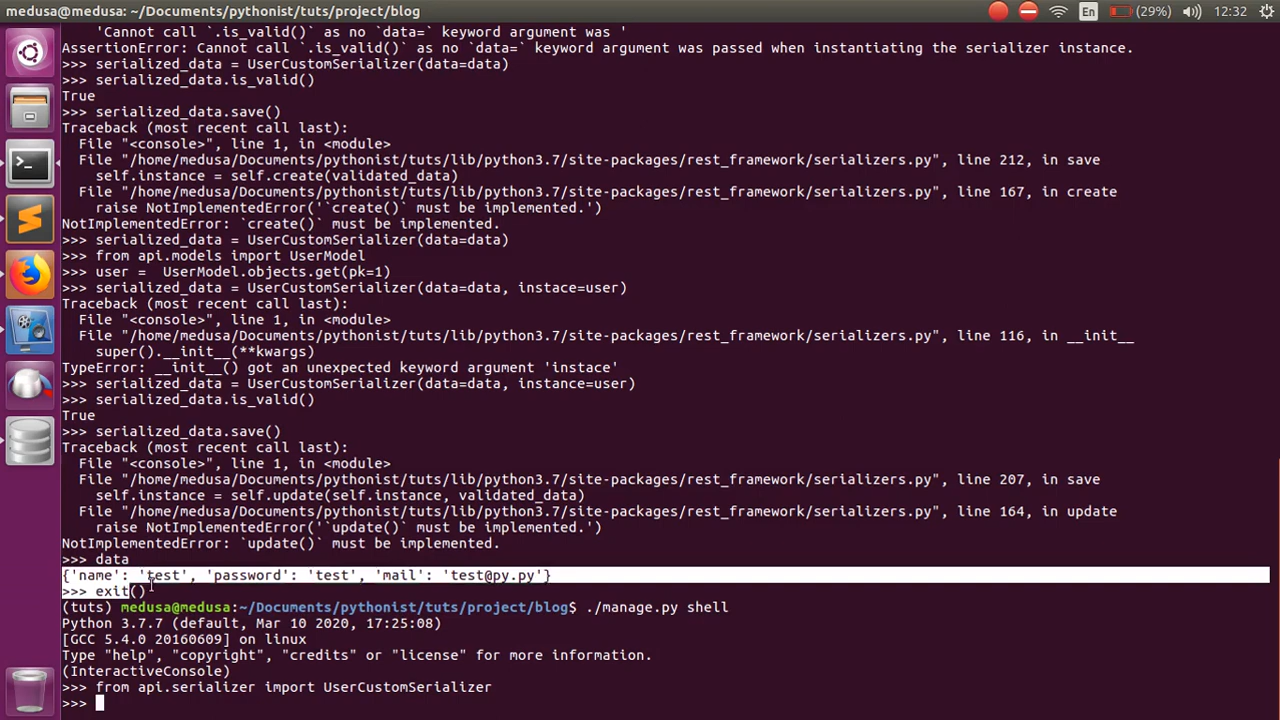 medusa@medusa: ~/Documents/pythonist/tuts/project/blog
En
(29%)
12:32
'Cannot call `.is_valid()` as no `data=` keyword argument was '
AssertionError: Cannot call `.is_valid()` as no `data=` keyword argument was passed when instantiating the serializer instance.
>>> serialized_data = UserCustomSerializer(data=data)
>>> serialized_data.is_valid()
True
>>> serialized_data.save()
Traceback (most recent call last):
File "<console>", line 1, in <module>
File "/home/medusa/Documents/pythonist/tuts/lib/python3.7/site-packages/rest_framework/serializers.py", line 212, in save
self.instance = self.create(validated_data)
File "/home/medusa/Documents/pythonist/tuts/lib/python3.7/site-packages/rest_framework/serializers.py", line 167, in create
raise NotImplementedError('`create()` must be implemented.')
NotImplementedError: `create()` must be implemented.
>>> serialized_data = UserCustomSerializer(data=data)
>>> from api.models import UserModel
>>> user =  UserModel.objects.get(pk=1)
>>> serialized_data = UserCustomSerializer(data=data, instace=user)
Traceback (most recent call last):
File "<console>", line 1, in <module>
File "/home/medusa/Documents/pythonist/tuts/lib/python3.7/site-packages/rest_framework/serializers.py", line 116, in __init__
super().__init__(**kwargs)
TypeError: __init__() got an unexpected keyword argument 'instace'
>>> serialized_data = UserCustomSerializer(data=data, instance=user)
>>> serialized_data.is_valid()
True
>>> serialized_data.save()
Traceback (most recent call last):
File "<console>", line 1, in <module>
File "/home/medusa/Documents/pythonist/tuts/lib/python3.7/site-packages/rest_framework/serializers.py", line 207, in save
self.instance = self.update(self.instance, validated_data)
File "/home/medusa/Documents/pythonist/tuts/lib/python3.7/site-packages/rest_framework/serializers.py", line 164, in update
raise NotImplementedError('`update()` must be implemented.')
NotImplementedError: `update()` must be implemented.
>>> data
{'name': 'test', 'password': 'test', 'mail': 'test@py.py'}
>>> exit()
(tuts) medusa@medusa:~/Documents/pythonist/tuts/project/blog$ ./manage.py shell
Python 3.7.7 (default, Mar 10 2020, 17:25:08)
[GCC 5.4.0 20160609] on linux
Type "help", "copyright", "credits" or "license" for more information.
(InteractiveConsole)
>>> from api.serializer import UserCustomSerializer
>>>